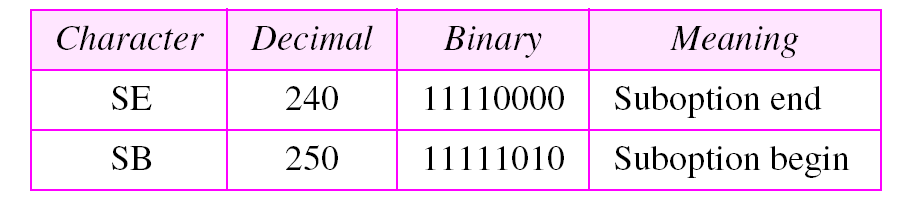 Character Decimal Binary Meaning
SE 240 11110000 Suboption end
SB 250 11111010 Suboption begin